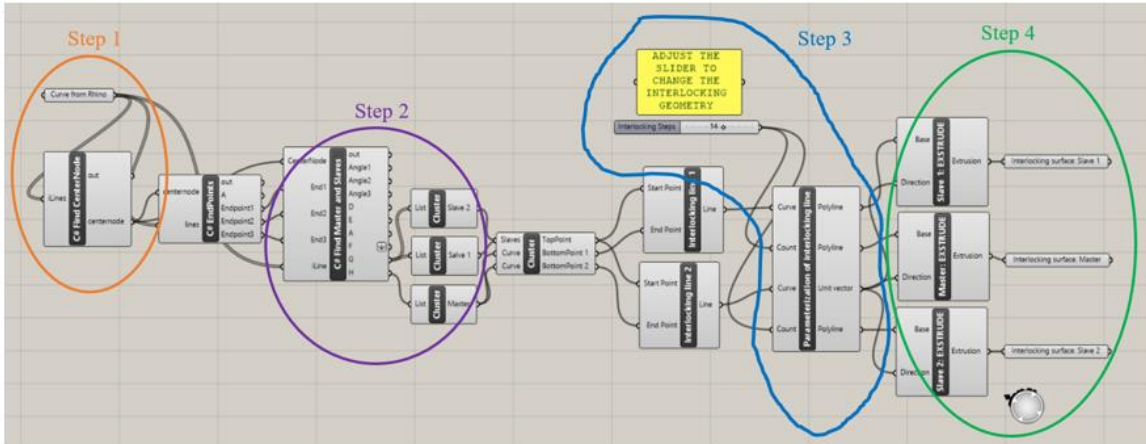 Step 1
Step 2
Step 3
Step 4
ADJUST THE
SLIDER TO
CHANGE THE
INTERLOCKING
GEOMETRY
Interlocking Steps
14
Curve from Rhino
iLines
C# Find CenterNode
out
centernode
centernode
lines
C# EndPoints
out
A
Endpoint1
Endpoint2
Endpoint3
CenterNode
End1
End2
End3
iLine
C# Find Master and Slaves
out
Angle1
Angle2
Angle3
D
E
A
F
G
H
List
Cluster
Slave 2
List
Cluster
Salve 1
List
Cluster
Master
Slaves
Curve
Curve
Cluster
TopPoint
BottomPoint 1
BottomPoint 2
Start Point
End Point
Interlocking line 1
Line
Start Point
End Point
Interlocking line 2
Line
Curve
Count
Curve
Count
Parameterization of interlocking line
Polyline
Polyline
Unit vector
Polyline
Base
Direction
Slave 1: EXSTRUDE
Extrusion
Interlocking surface: Slave 1
Base
Direction
Master: EXSTRUDE
Extrusion
Interlocking surface: Master
Base
Direction
Slave 2: EXSTRUDE
Extrusion
Interlocking surface: Slave 2